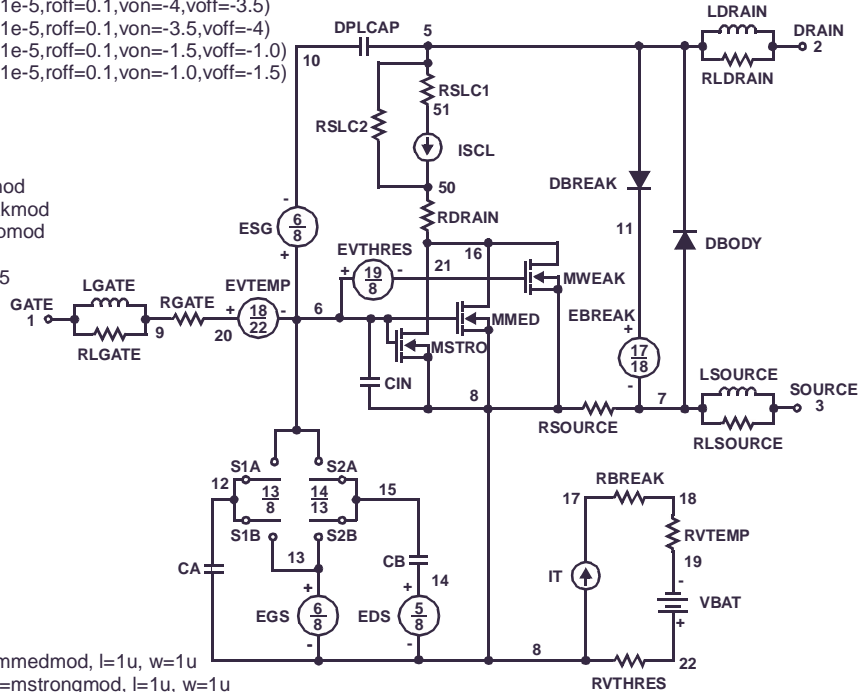 1e-5,roff=0.1,von=-4,voff=-3.5)
1e-5,roff=0.1,von=-3.5,voff=-4)
1e-5,roff=0.1,von=-1.5,voff=-1.0)
1e-5,roff=0.1,von=-1.0,voff=-1.5)
LDRAIN
DPLCAP
5
DRAIN
2
10
RLDRAIN
RSLC1
51
RSLC2
ISCL
50
DBREAK
RDRAIN
ESG
6
8
-
+
11
DBODY
EVTHRES
+
19
8
-
21
16
MWEAK
5
LGATE
GATE
1
RGATE
EVTEMP
+
18
22
-
6
9
20
RLGATE
MMED
EBREAK
+
17
18
-
MSTRO
CIN
8
7
LSOURCE
SOURCE
3
RSOURCE
RLSOURCE
S1A
S2A
12
13
8
14
13
15
S1B
S2B
13
CA
CB
14
+
EGS
6
8
-
+
EDS
5
8
-
RBREAK
17
18
RVTEMP
19
IT
-
VBAT
+
8
22
RVTHRES
mmedmod, l=1u, w=1u
=mstrongmod, l=1u, w=1u